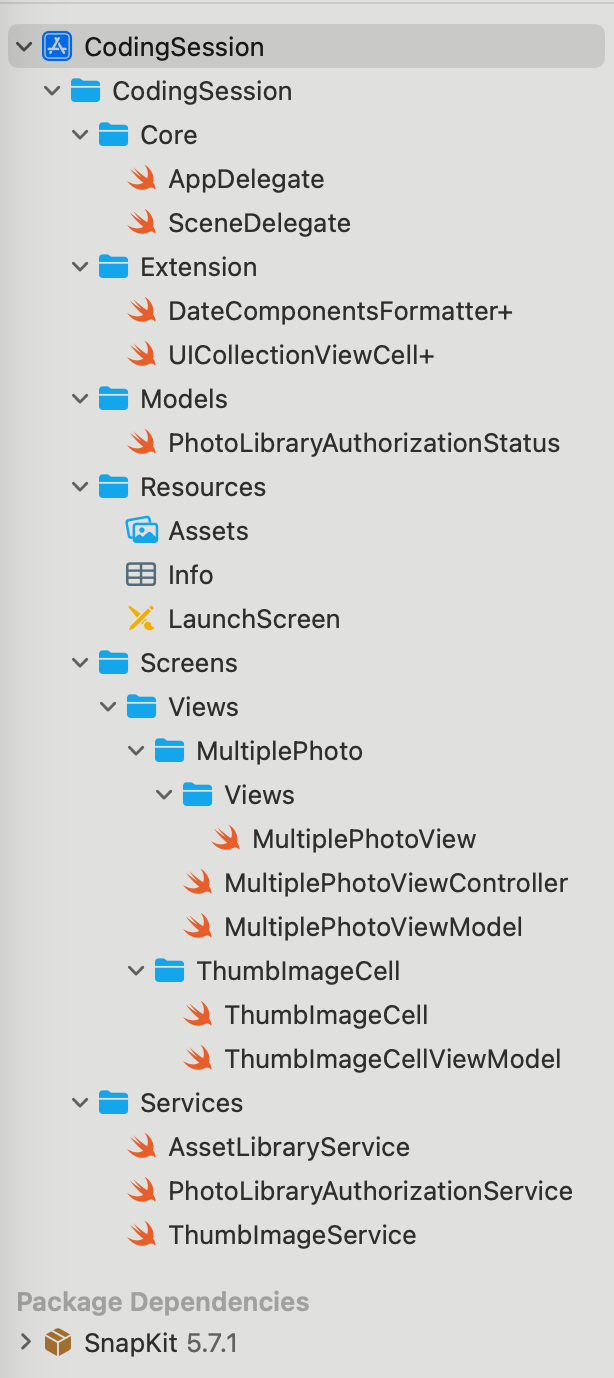 CodingSession
CodingSession
Core
AppDelegate
SceneDelegate
Extension
DateComponentsFormatter+
UICollectionViewCell+
Models
PhotoLibraryAuthorizationStatus
Resources
Assets
Info
LaunchScreen
Screens
Views
MultiplePhoto
Views
MultiplePhotoView
MultiplePhotoViewController
MultiplePhotoViewModel
ThumbImageCell
ThumbImageCell
ThumbImageCellViewModel
Services
AssetLibraryService
PhotoLibraryAuthorizationService
ThumbImageService
Package Dependencies
SnapKit 5.7.1